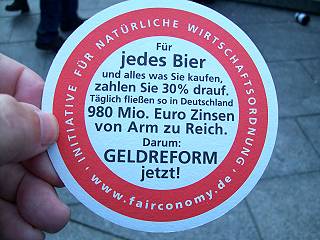 INITIATIVE FÜR NATÜRLICHE WIRTSCHAFTSORDNUNG
Für
jedes Bier
und alles was Sie kaufen,
zahlen Sie 30% drauf.
Täglich fließen so in Deutschland
980 Mio. Euro Zinsen
von Arm zu Reich.
Darum:
GELDREFORM
jetzt!
www.fairconomy.de